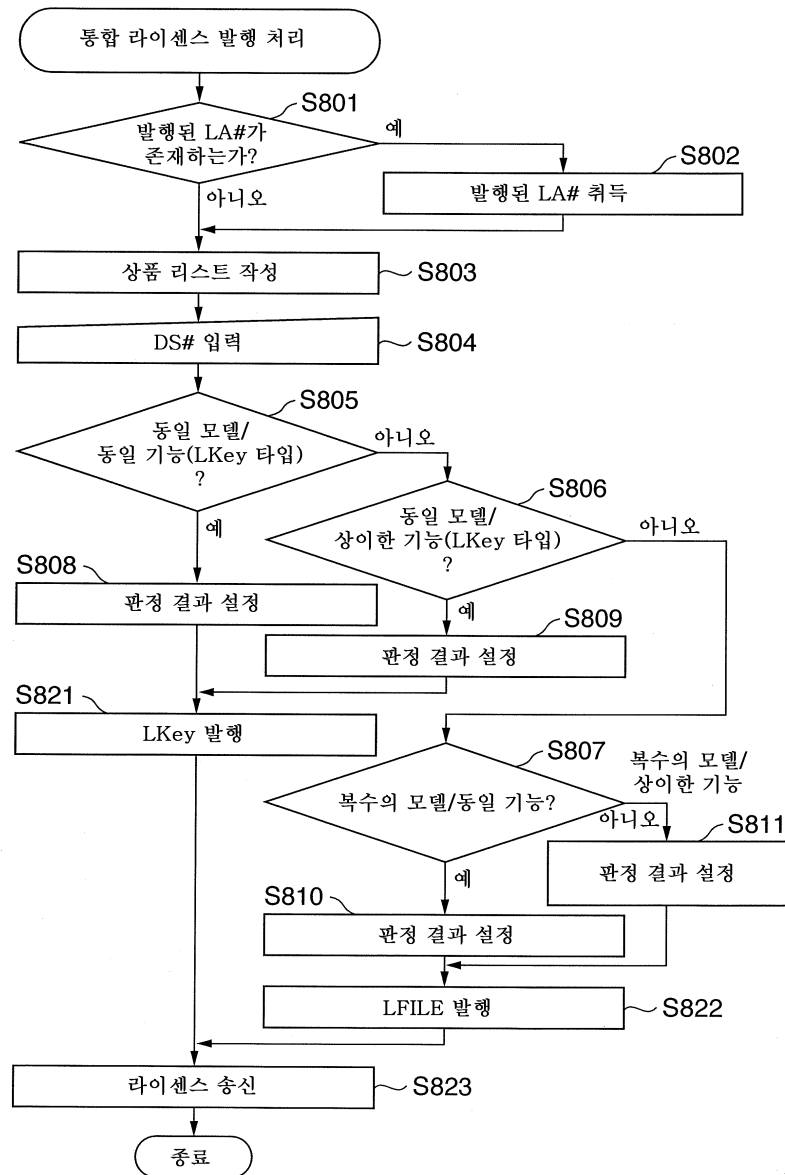 통합 라이센스 발행 처리
S801
발행된 LA#가
존재하는가?
예
S802
발행된 LA# 취득
아니오
상품 리스트 작성
S803
DS# 입력
S804
S805
동일 모델/
동일 기능(LKey 타입)
?
아니오
예
S806
동일 모델/
상이한 기능(LKey 타입)
?
아니오
예
S808
판정 결과 설정
S809
판정 결과 설정
S821
LKey 발행
S807
복수의 모델/동일 기능?
복수의 모델/
상이한 기능
아니오
예
S811
판정 결과 설정
S810
판정 결과 설정
LFILE 발행
S822
라이센스 송신
S823
종료